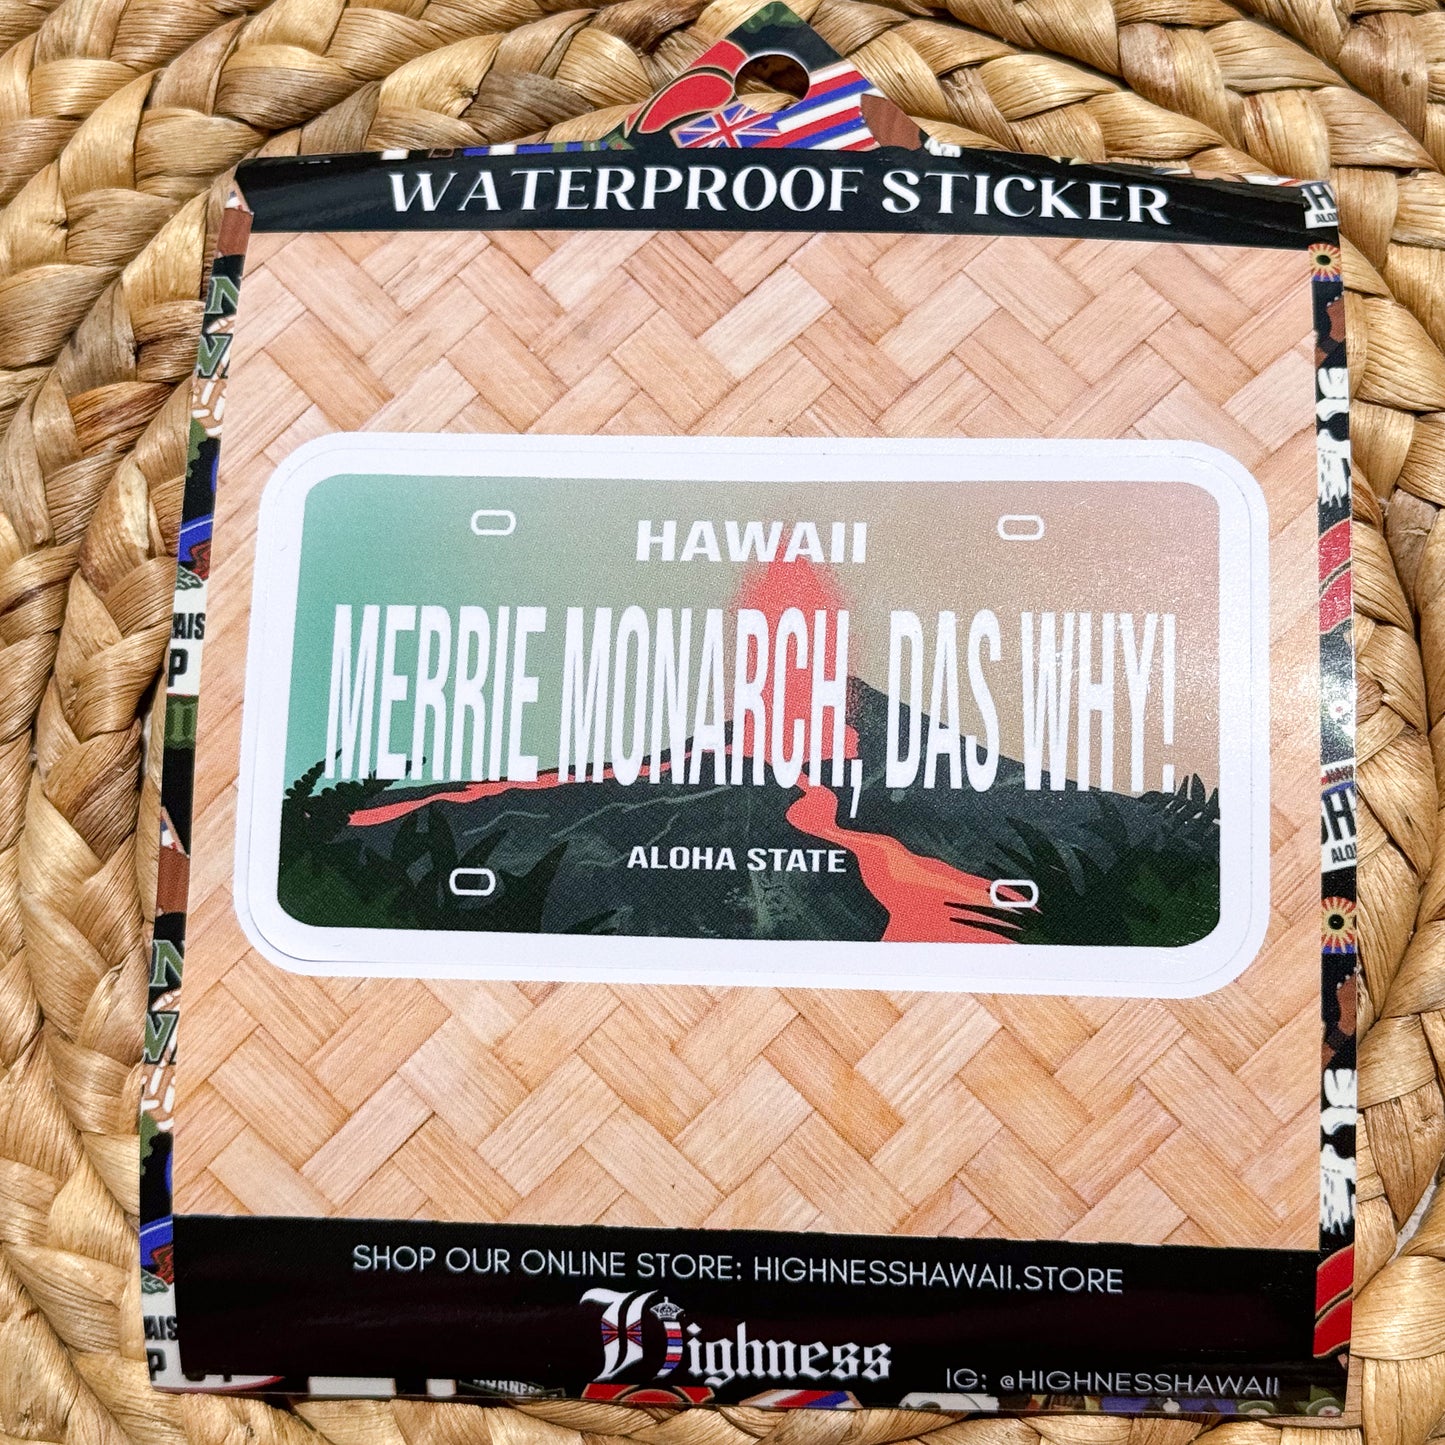 WATERPROOF STICKER
HAWAII
MERRIE MONARCH, DAS WHY!
ALOHA STATE
SHOP OUR ONLINE STORE: HIGHNESSHAWAII.STORE
Highness
IG: @HIGHNESSHAWAII